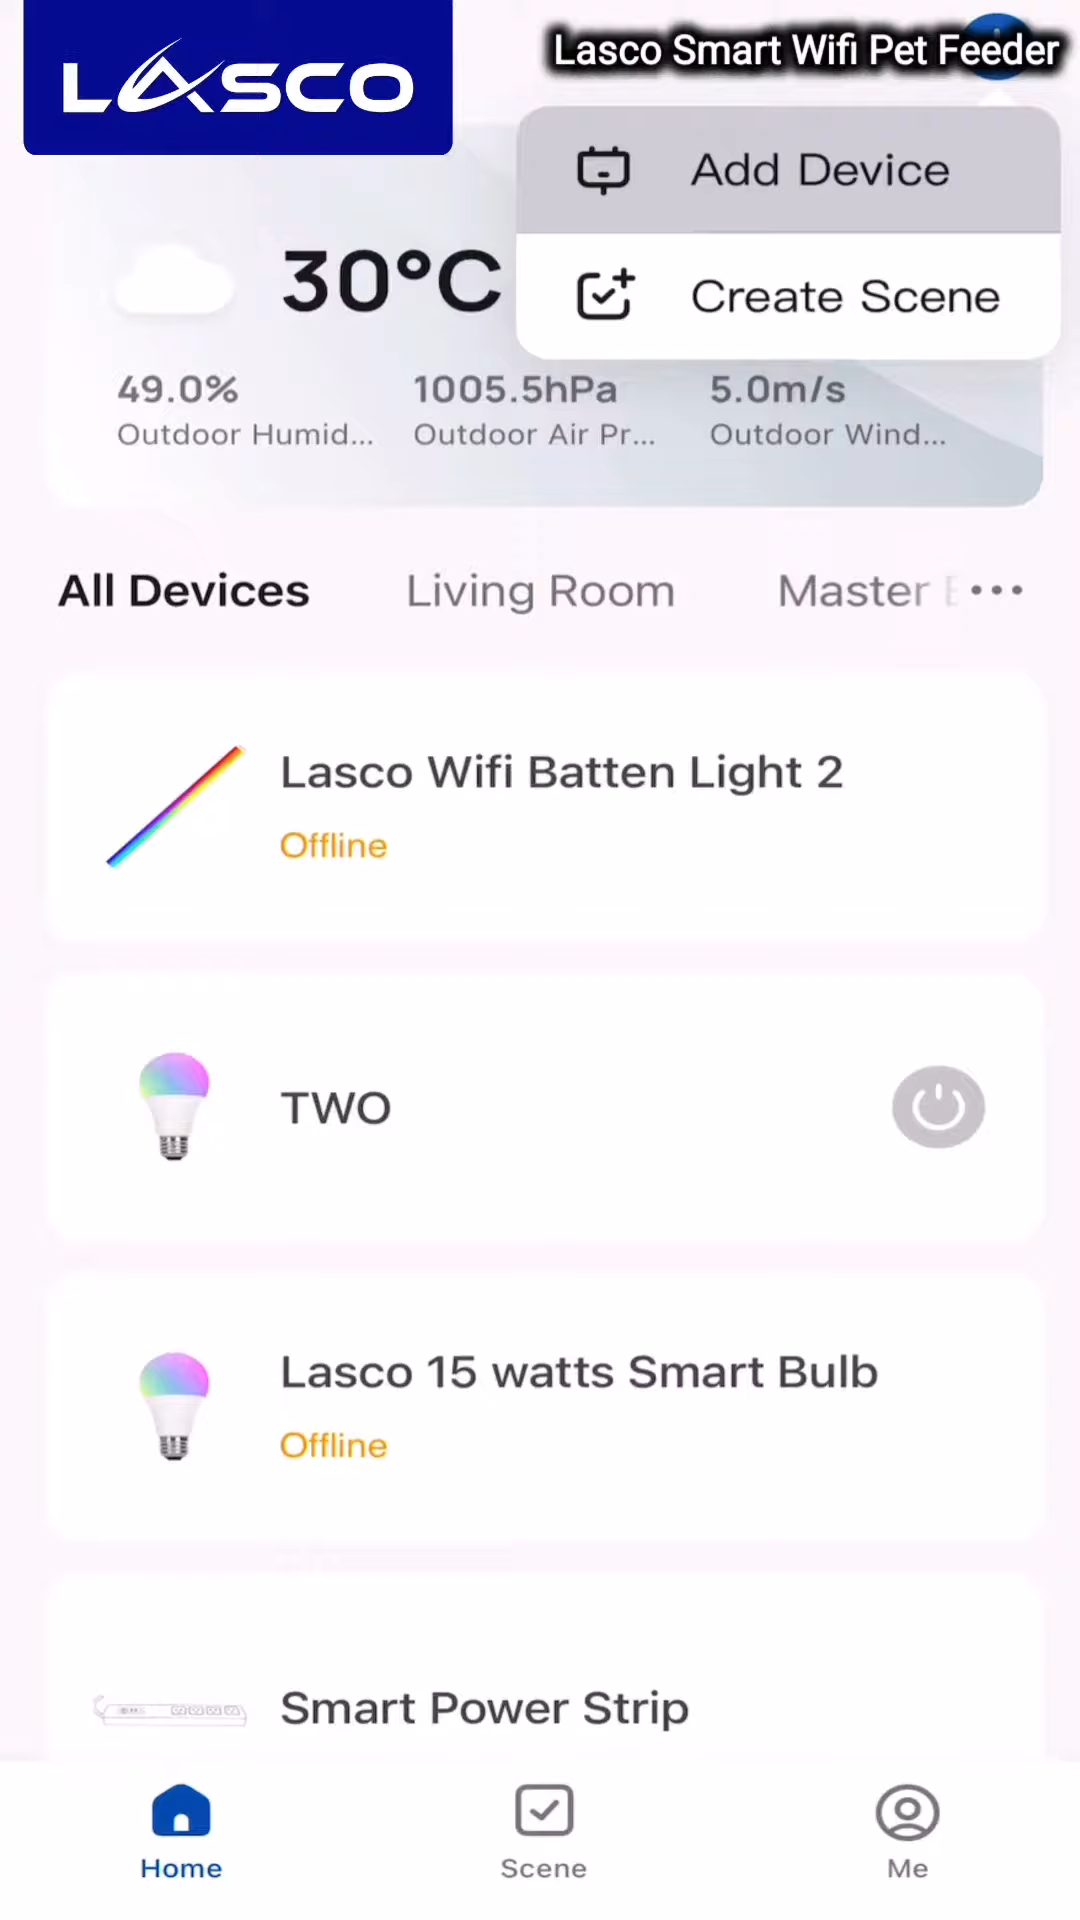 LASCO
Lasco Smart Wifi Pet Feeder
Add Device
Create Scene
30°C
49.0%
Outdoor Humid...
1005.5hPa
Outdoor Air Pr...
5.0m/s
Outdoor Wind...
All Devices
Living Room
Master
Lasco Wifi Batten Light 2
Offline
TWO
Lasco 15 watts Smart Bulb
Offline
Smart Power Strip
Home
Scene
Me